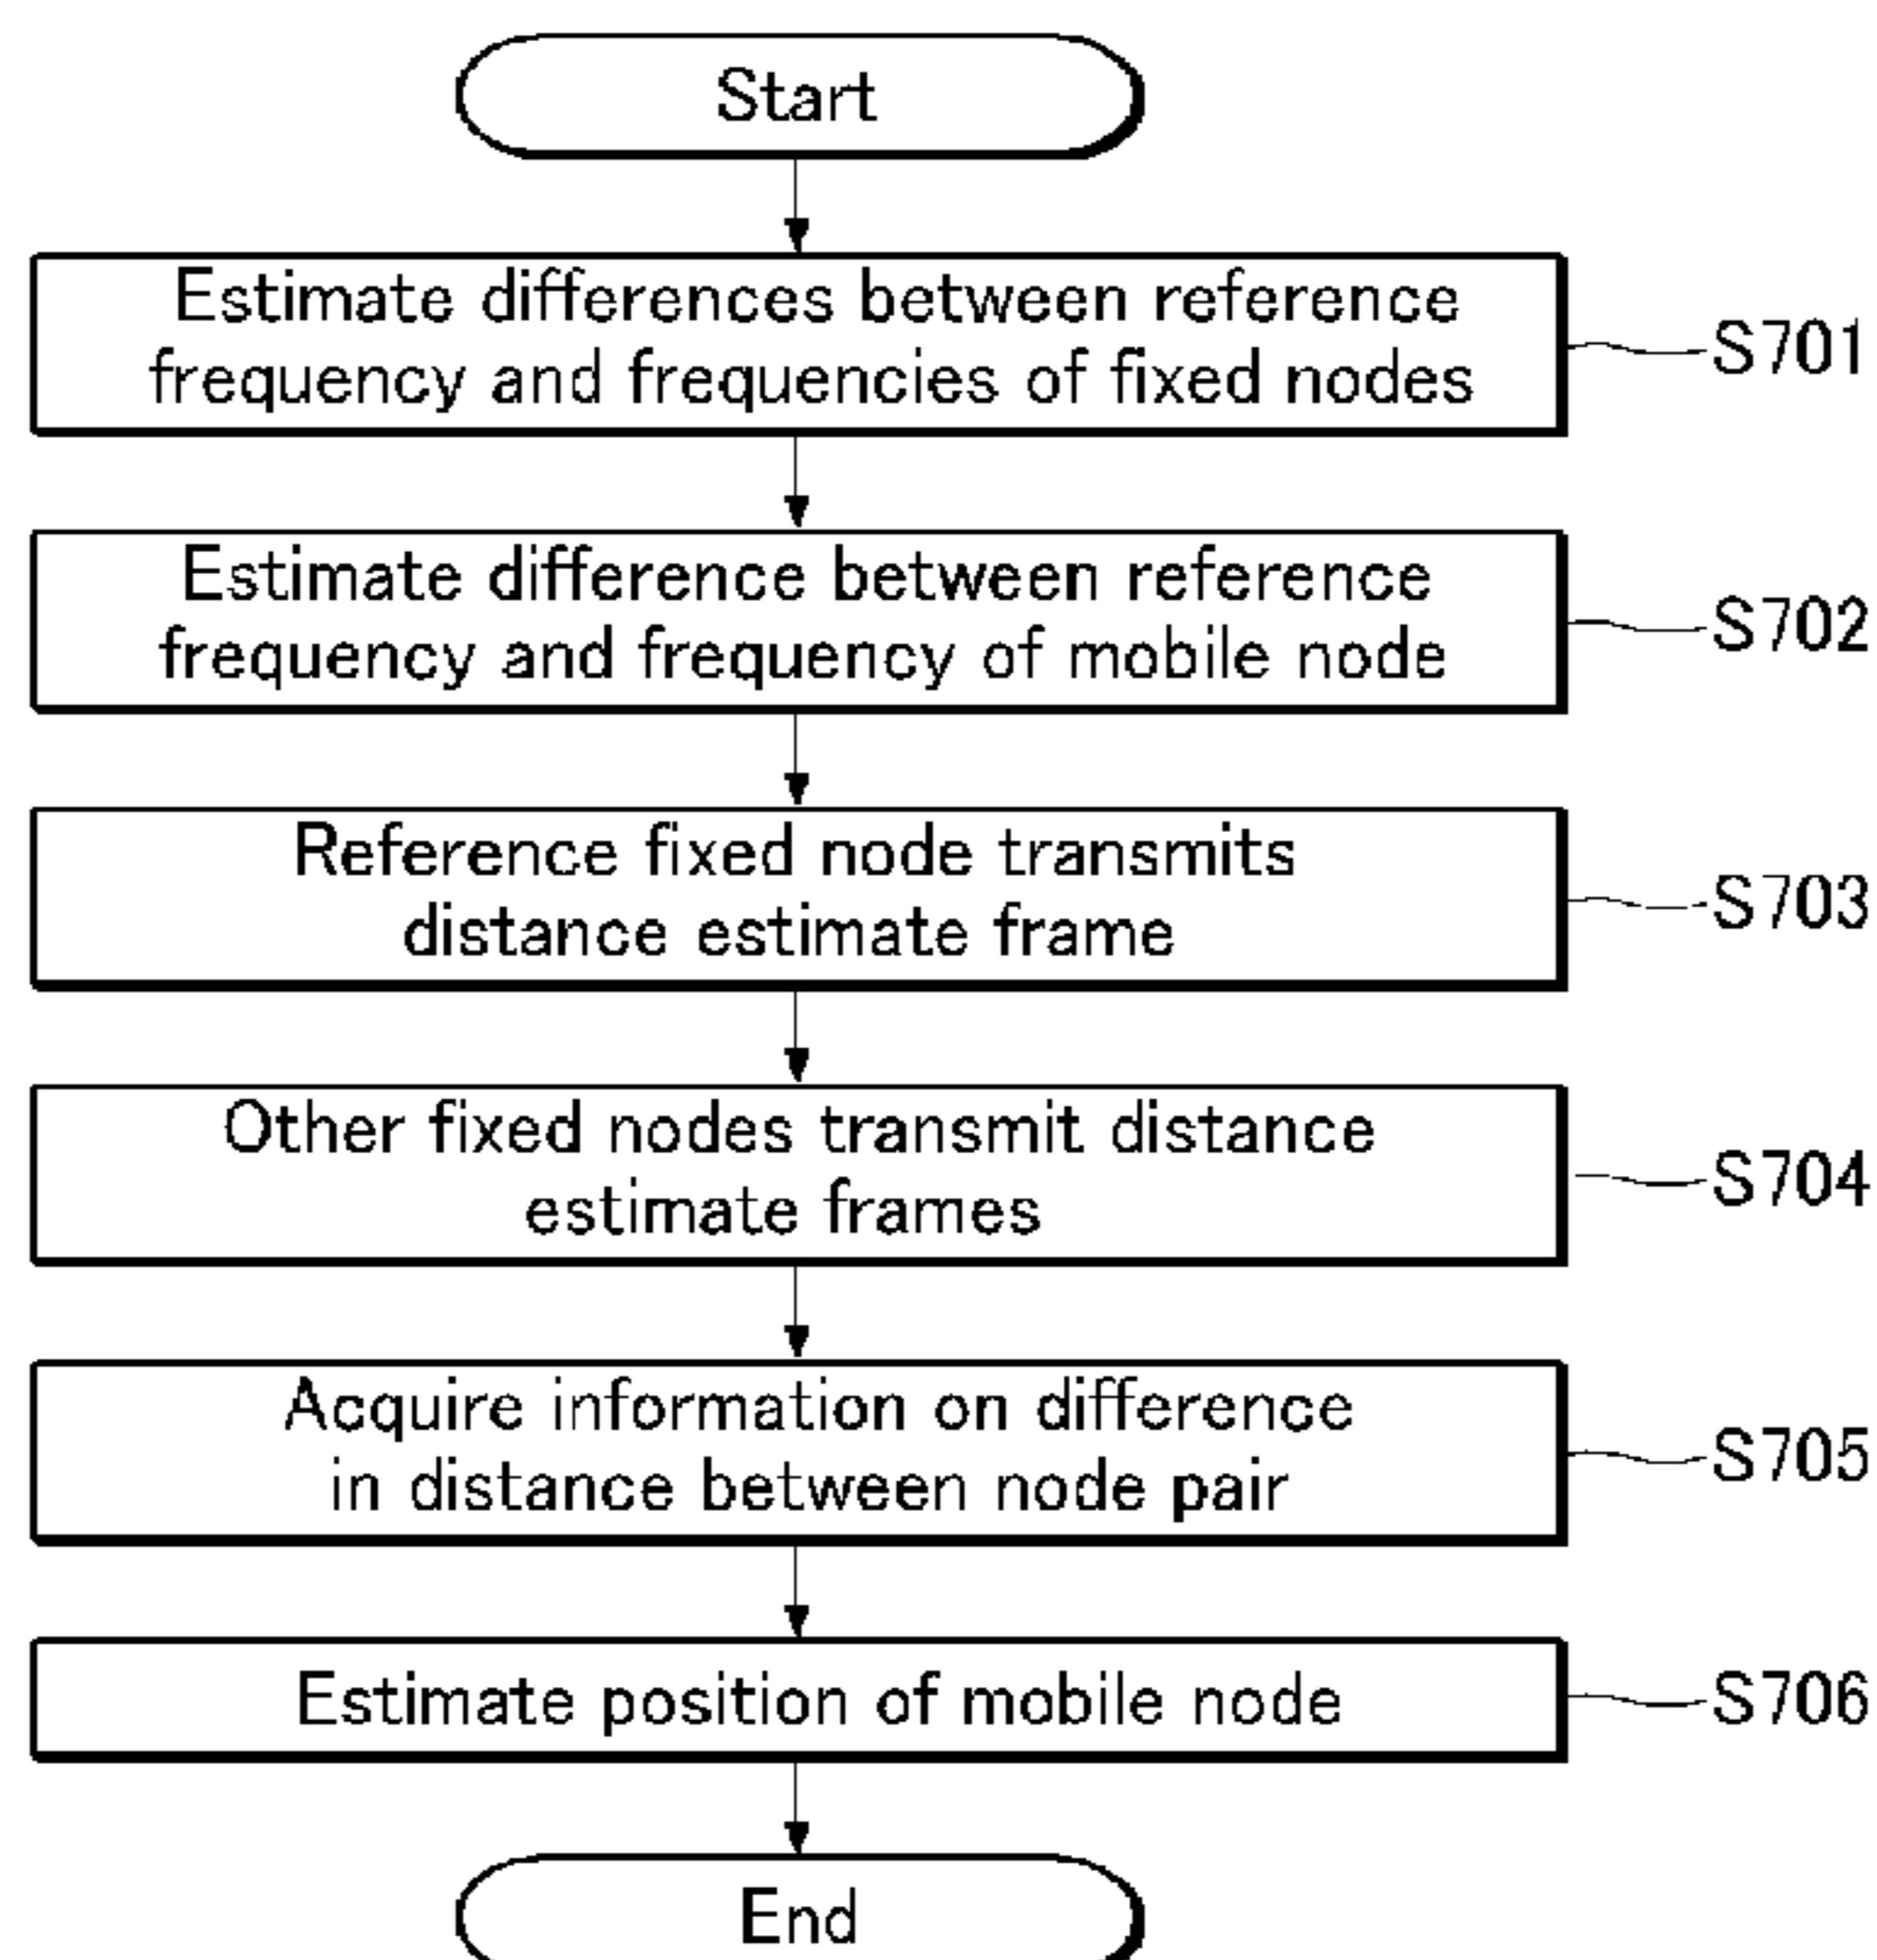 Start
Estimate differences between reference
frequency and frequencies of fixed nodes
S701
Estimate difference between reference
frequency and frequency of mobile node
S702
Reference fixed node transmits
distance estimate frame
S703
Other fixed nodes transmit distance
estimate frames
S704
Acquire information on difference
in distance between node pair
S705
Estimate position of mobile node
S706
End